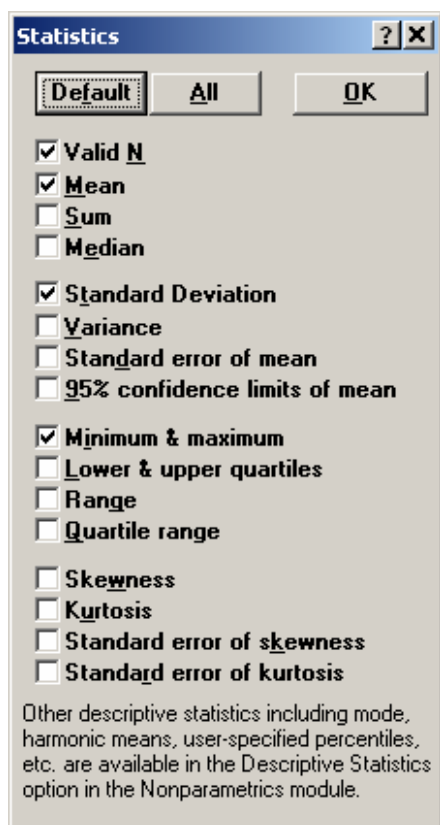 Statistics
Default All OK
Valid N
Mean
Sum
Median
Standard Deviation
Variance
Standard error of mean
95% confidence limits of mean
Minimum & maximum
Lower & upper quartiles
Range
Quartile range
Skewness
Kurtosis
Standard error of skewness
Standard error of kurtosis
Other descriptive statistics including mode,
harmonic means, user-specified percentiles,
etc. are available in the Descriptive Statistics
option in the Nonparametrics module.